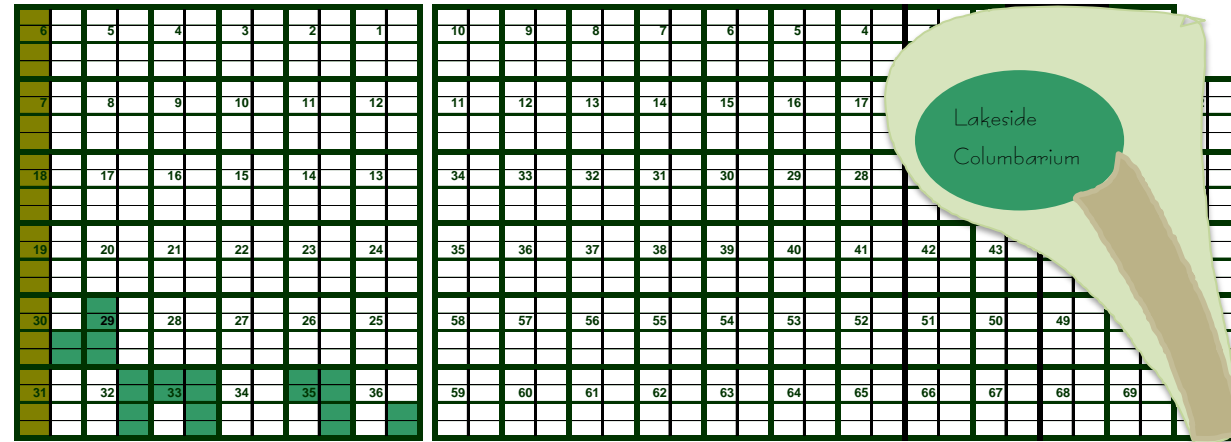 6 5 4 3 2 1 10 9 8 7 6 5 4
7 8 9 10 11 12 11 12 13 14 15 16 17
Lakeside
Columbarium
18 17 16 15 14 13 34 33 32 31 30 29 28
19 20 21 22 23 24 35 36 37 38 39 40 41 42 43
30 29 28 27 26 25 58 57 56 55 54 53 52 51 50 49
31 32 33 34 35 36 59 60 61 62 63 64 65 66 67 68 69